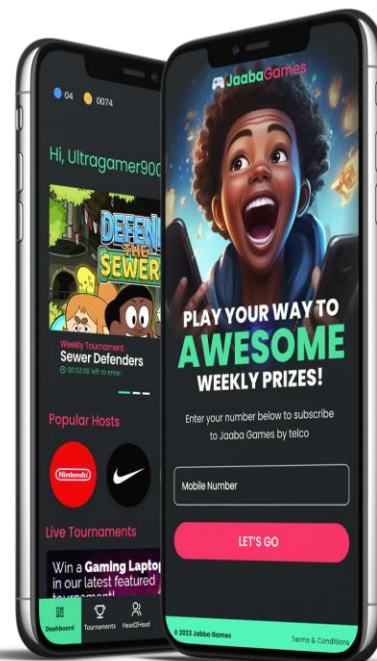 04 0074
Hi, Ultragamer900
DEFEN
THE
SEWER
Weekly Tournament
Sewer Defenders
00:02:00 left to enter
Popular Hosts
Nintendo
Live Tournaments
Win a Gaming Laptop
in our latest featured
tournament!
Dashboard Tournaments Head2Head
JaabaGames
PLAY YOUR WAY TO
AWESOME
WEEKLY PRIZES!
Enter your number below to subscribe
to Jaaba Games by telco
Mobile Number
LET'S GO
© 2023 Jabba Games Terms & Conditions